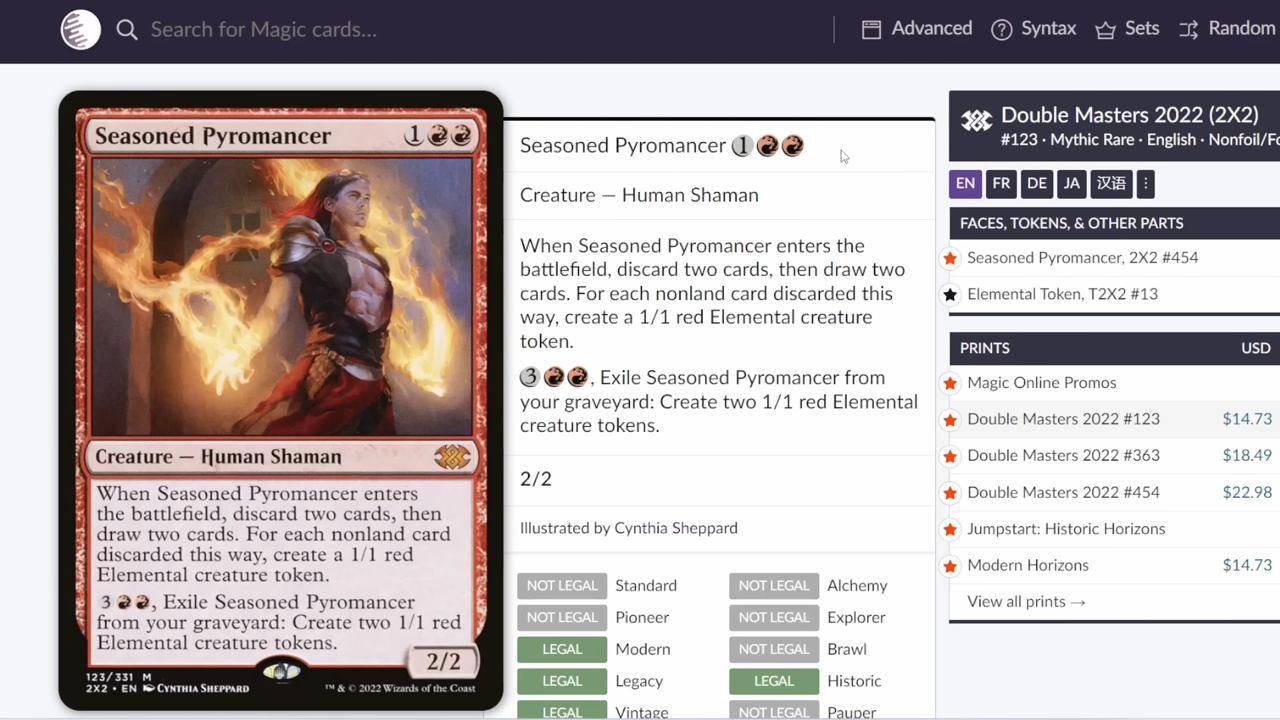 Search for Magic cards...
Advanced
Syntax
Sets
Random
Seasoned Pyromancer 1
Creature — Human Shaman
When Seasoned Pyromancer enters
the battlefield, discard two cards, then
draw two cards. For each nonland card
discarded this way, create a 1/1 red
Elemental creature token.
3, Exile Seasoned Pyromancer
from your graveyard: Create two 1/1 red
Elemental creature tokens.
2/2
123/331 M
2X2 • EN CYNTHIA SHEPPARD
™ & © 2022 Wizards of the Coast
Seasoned Pyromancer 1
Creature — Human Shaman
When Seasoned Pyromancer enters the
battlefield, discard two cards, then draw two
cards. For each nonland card discarded this
way, create a 1/1 red Elemental creature
token.
3, Exile Seasoned Pyromancer from
your graveyard: Create two 1/1 red Elemental
creature tokens.
2/2
Illustrated by Cynthia Sheppard
NOT LEGAL Standard NOT LEGAL Alchemy
NOT LEGAL Pioneer NOT LEGAL Explorer
LEGAL Modern NOT LEGAL Brawl
LEGAL Legacy LEGAL Historic
LEGAL Vintage NOT LEGAL Pauper
Double Masters 2022 (2X2)
#123 · Mythic Rare · English · Nonfoil/Fo
EN FR DE JA 汉语
FACES, TOKENS, & OTHER PARTS
Seasoned Pyromancer, 2X2 #454
Elemental Token, T2X2 #13
PRINTS USD
Magic Online Promos
Double Masters 2022 #123 $14.73
Double Masters 2022 #363 $18.49
Double Masters 2022 #454 $22.98
Jumpstart: Historic Horizons
Modern Horizons $14.73
View all prints →